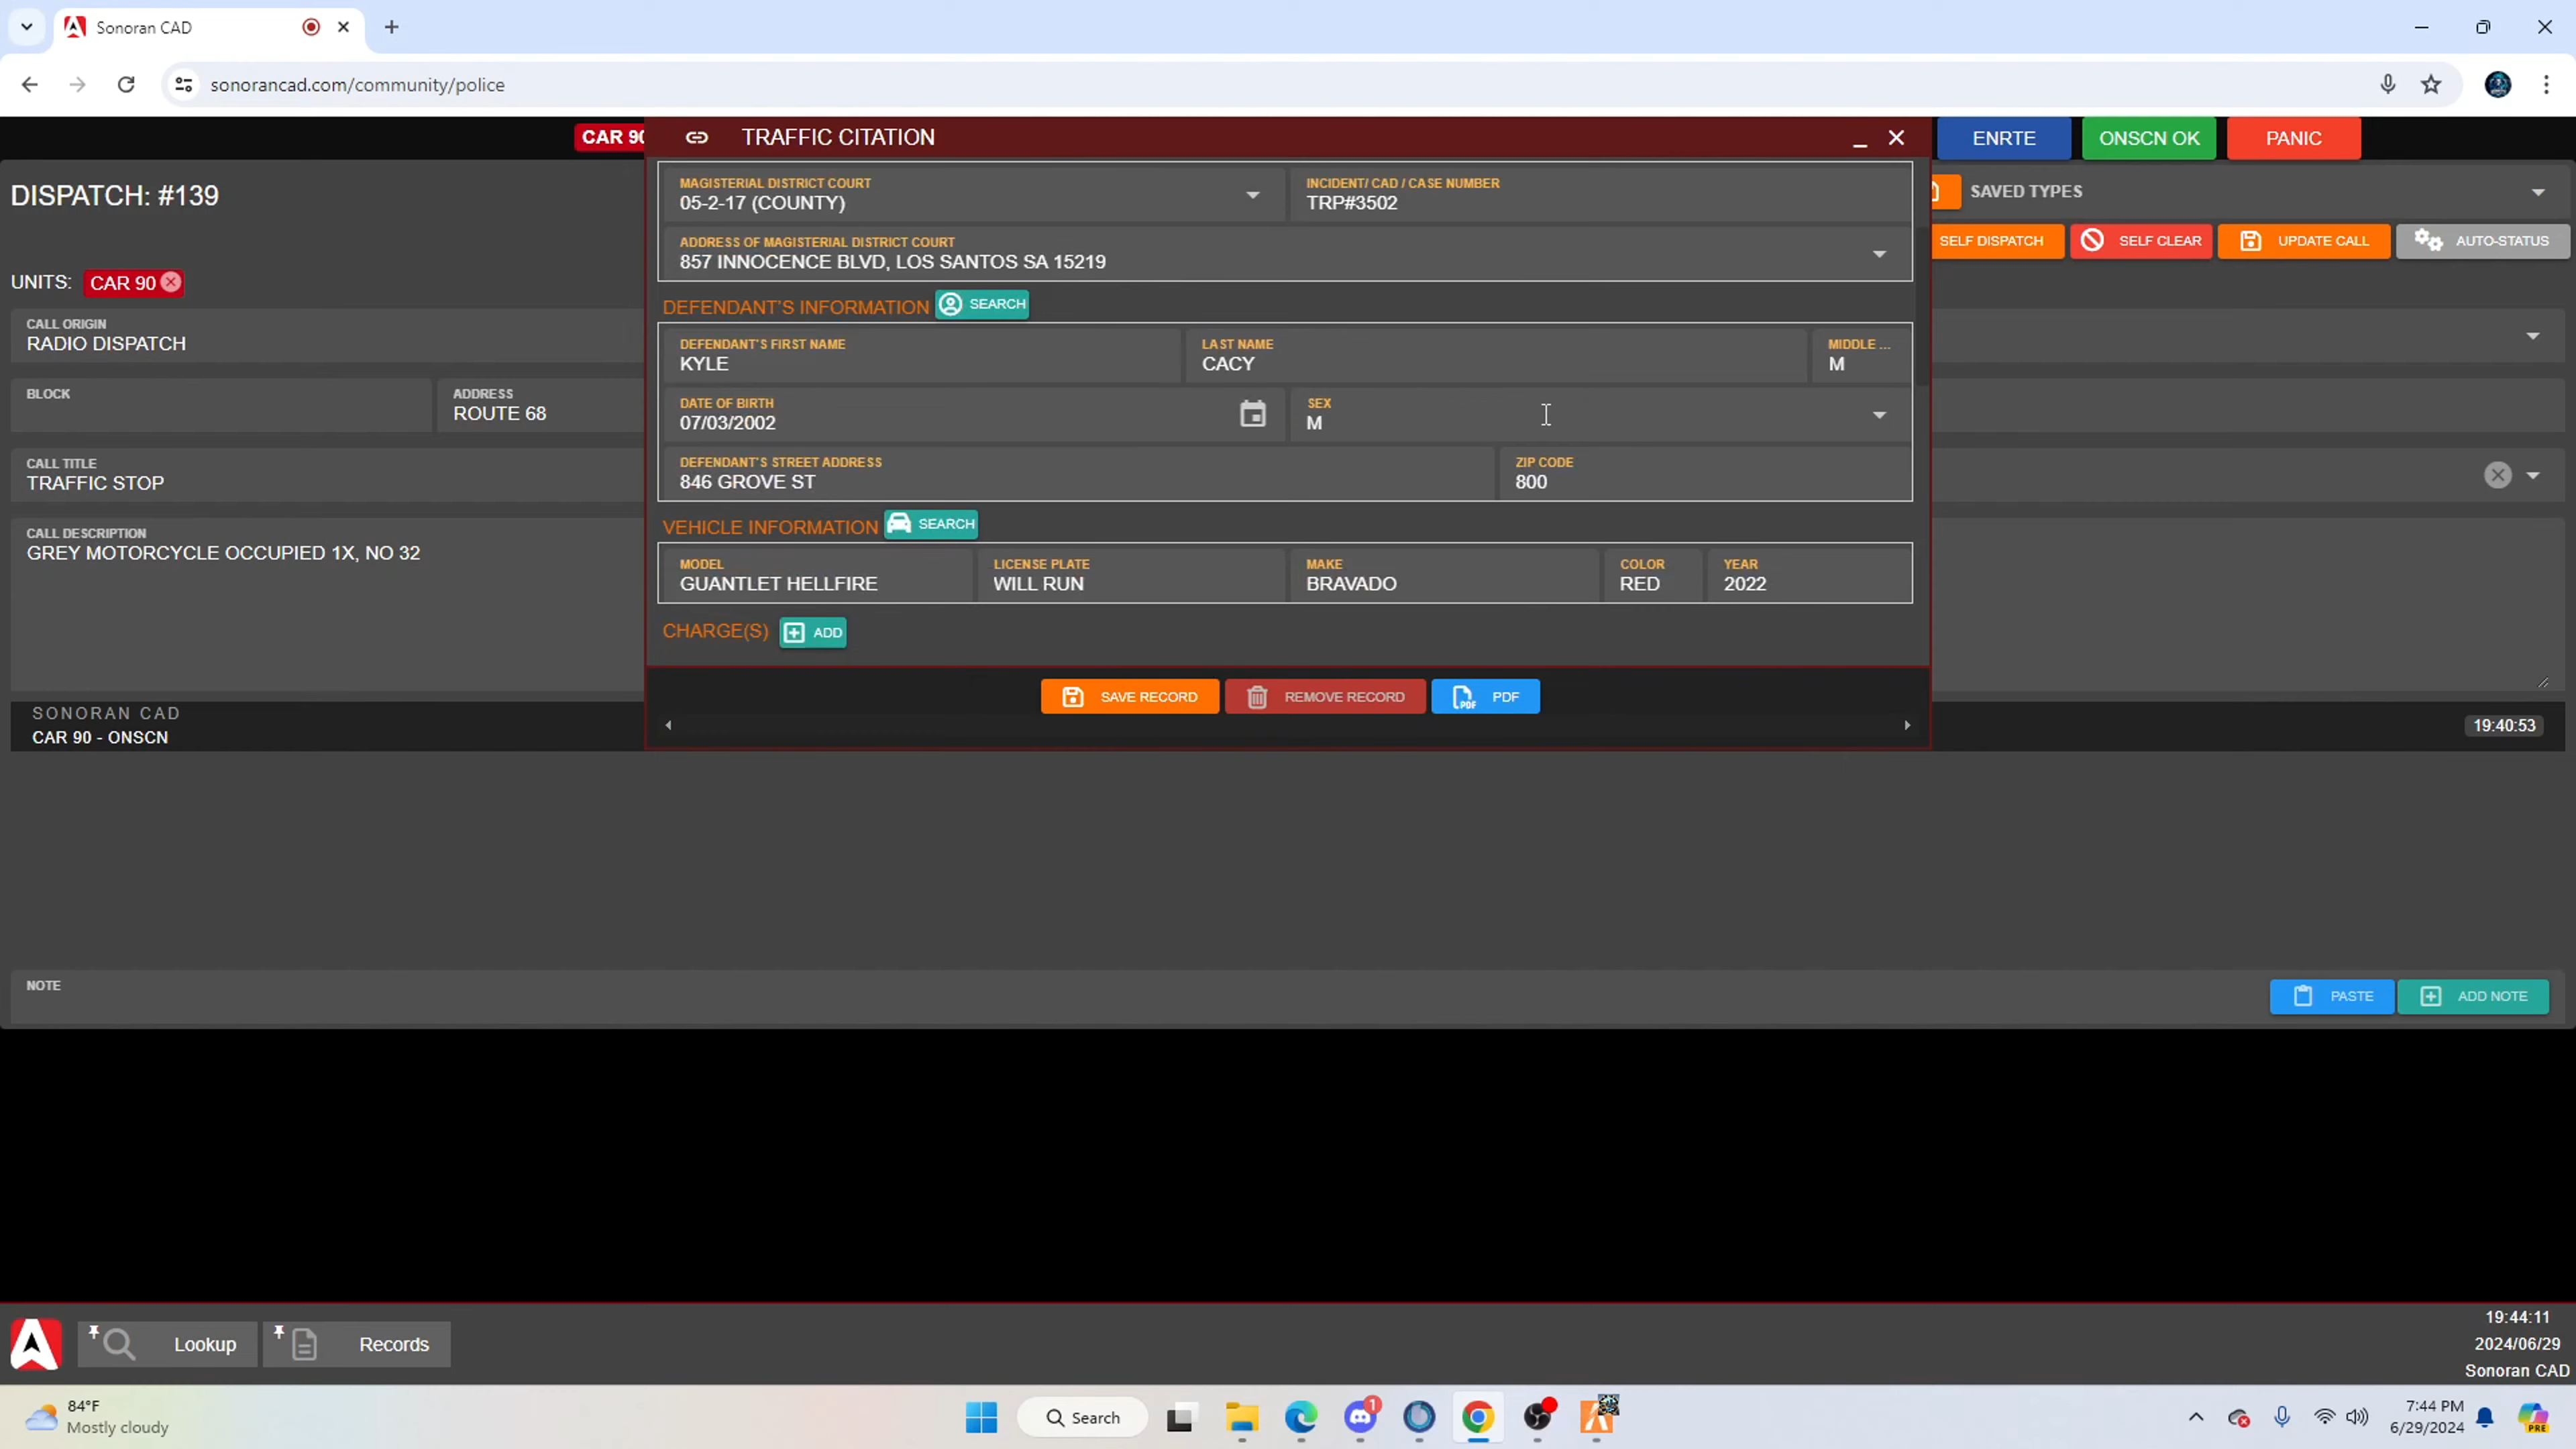 Sonoran CAD
sonorancad.com/community/police
CAR 90
TRAFFIC CITATION
ENRTE
ONSCN OK
PANIC
DISPATCH: #139
SAVED TYPES
SELF DISPATCH
SELF CLEAR
UPDATE CALL
AUTO-STATUS
UNITS: CAR 90
CALL ORIGIN
RADIO DISPATCH
BLOCK
ADDRESS
ROUTE 68
CALL TITLE
TRAFFIC STOP
CALL DESCRIPTION
GREY MOTORCYCLE OCCUPIED 1X, NO 32
MAGISTERIAL DISTRICT COURT
05-2-17 (COUNTY)
INCIDENT/ CAD / CASE NUMBER
TRP#3502
ADDRESS OF MAGISTERIAL DISTRICT COURT
857 INNOCENCE BLVD, LOS SANTOS SA 15219
DEFENDANT'S INFORMATION SEARCH
DEFENDANT'S FIRST NAME
KYLE
LAST NAME
CACY
MIDDLE ...
M
DATE OF BIRTH
07/03/2002
SEX
M
DEFENDANT'S STREET ADDRESS
846 GROVE ST
ZIP CODE
800
VEHICLE INFORMATION SEARCH
MODEL
GUANTLET HELLFIRE
LICENSE PLATE
WILL RUN
MAKE
BRAVADO
COLOR
RED
YEAR
2022
CHARGE(S) ADD
SAVE RECORD
REMOVE RECORD
PDF
SONORAN CAD
CAR 90 - ONSCN
19:40:53
NOTE
PASTE
ADD NOTE
Lookup
Records
19:44:11
2024/06/29
Sonoran CAD
84°F
Mostly cloudy
Search
1
7:44 PM
6/29/2024
PRE